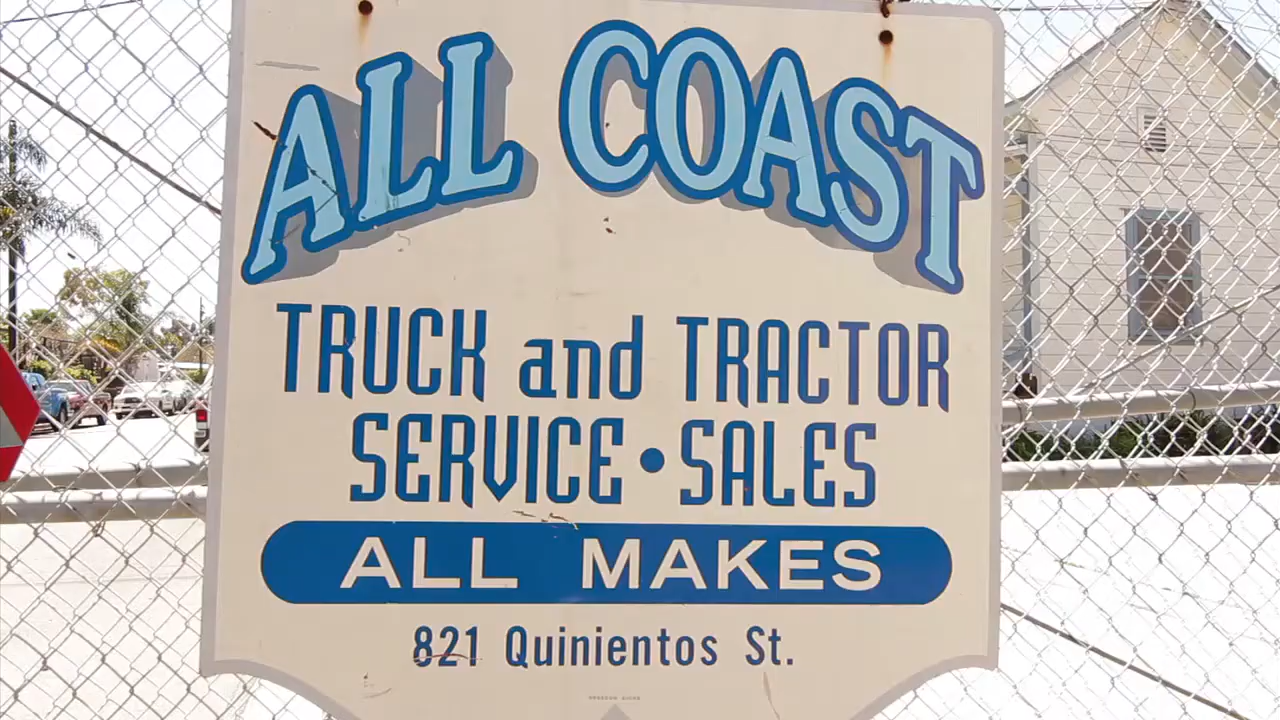 ALL COAST
TRUCK and TRACTOR
SERVICE • SALES
ALL MAKES
821 Quinientos St.